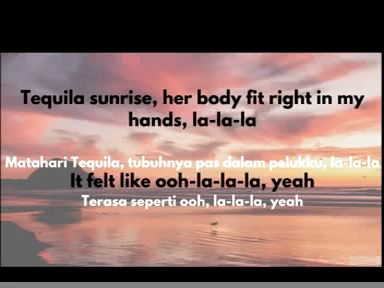 Tequila sunrise, her body fit right in my
hands, la-la-la
Matahari Tequila, tubuhnya pas dalam pelukku, la-la-la
It felt like ooh-la-la-la, yeah
Terasa seperti ooh, la-la-la, yeah